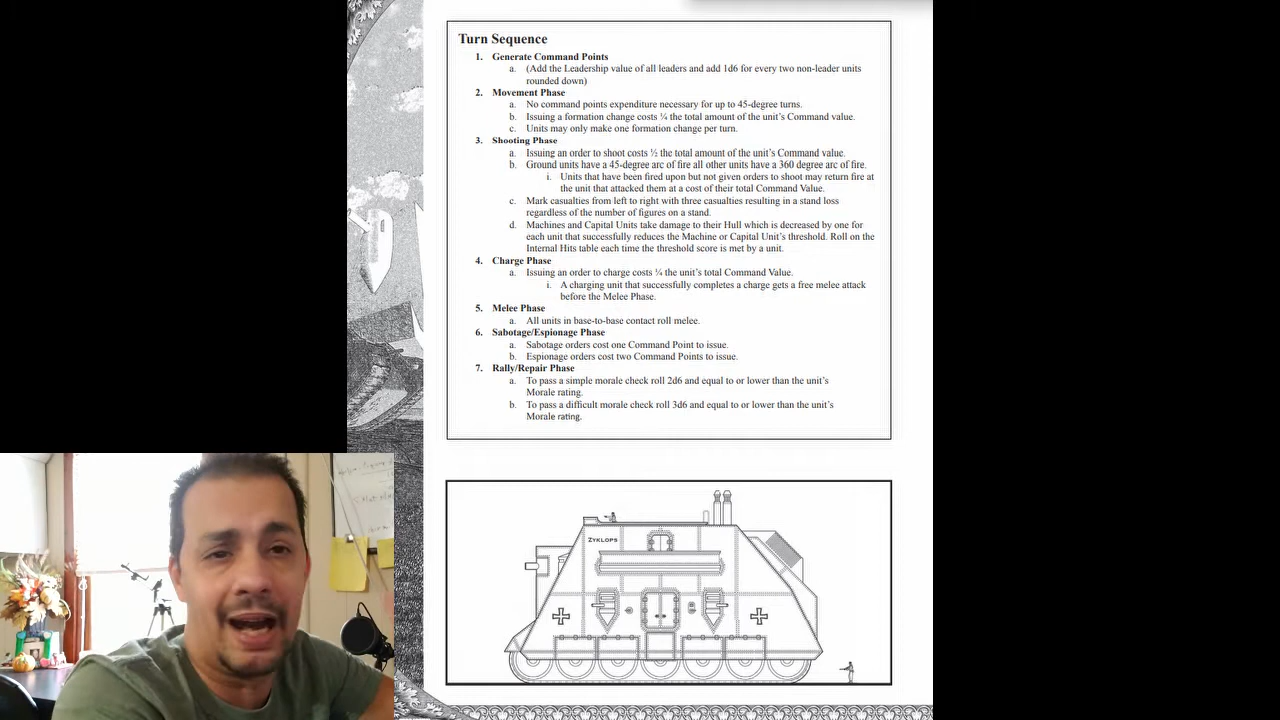 Turn Sequence
1. Generate Command Points
a. (Add the Leadership value of all leaders and add 1d6 for every two non-leader units
rounded down)
2. Movement Phase
a. No command points expenditure necessary for up to 45-degree turns.
b. Issuing a formation change costs ¼ the total amount of the unit's Command value.
c. Units may only make one formation change per turn.
3. Shooting Phase
a. Issuing an order to shoot costs ½ the total amount of the unit's Command value.
b. Ground units have a 45-degree arc of fire all other units have a 360 degree arc of fire.
i. Units that have been fired upon but not given orders to shoot may return fire at
the unit that attacked them at a cost of their total Command Value.
c. Mark casualties from left to right with three casualties resulting in a stand loss
regardless of the number of figures on a stand.
d. Machines and Capital Units take damage to their Hull which is decreased by one for
each unit that successfully reduces the Machine or Capital Unit's threshold. Roll on the
Internal Hits table each time the threshold score is met by a unit.
4. Charge Phase
a. Issuing an order to charge costs ¼ the unit's total Command Value.
i. A charging unit that successfully completes a charge gets a free melee attack
before the Melee Phase.
5. Melee Phase
a. All units in base-to-base contact roll melee.
6. Sabotage/Espionage Phase
a. Sabotage orders cost one Command Point to issue.
b. Espionage orders cost two Command Points to issue.
7. Rally/Repair Phase
a. To pass a simple morale check roll 2d6 and equal to or lower than the unit's
Morale rating.
b. To pass a difficult morale check roll 3d6 and equal to or lower than the unit's
Morale rating.
ZYKLOPS